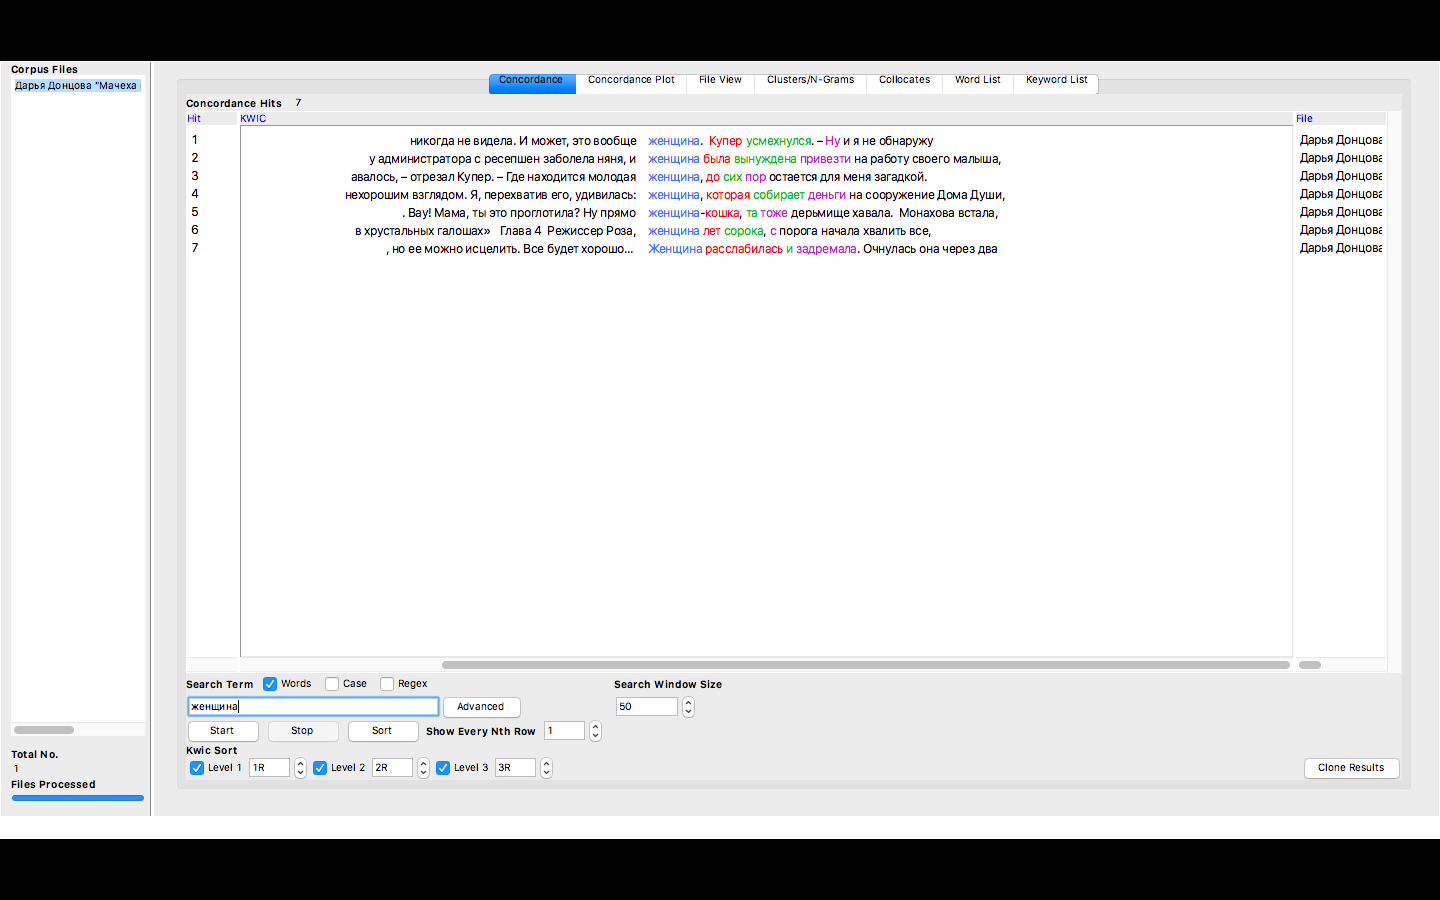 Corpus Files
Дарья Донцова "Мачеха
Concordance
Concordance Plot
File View
Clusters/N-Grams
Collocates
Word List
Keyword List
Concordance Hits 7
Hit
KWIC
File
1 никогда не видела. И может, это вообще женщина. Купер усмехнулся. – Ну и я не обнаружу Дарья Донцова
2 у администратора с ресепшен заболела няня, и женщина была вынуждена привезти на работу своего малыша, Дарья Донцова
3 авалось, – отрезал Купер. – Где находится молодая женщина, до сих пор остается для меня загадкой. Дарья Донцова
4 нехорошим взглядом. Я, перехватив его, удивилась: женщина, которая собирает деньги на сооружение Дома Души, Дарья Донцова
5 . Вау! Мама, ты это проглотила? Ну прямо женщина-кошка, та тоже дерьмище хавала. Монахова встала, Дарья Донцова
6 в хрустальных галошах» Глава 4 Режиссер Роза, женщина лет сорока, с порога начала хвалить все, Дарья Донцова
7 , но ее можно исцелить. Все будет хорошо... Женщина расслабилась и задремала. Очнулась она через два Дарья Донцова
Search Term Words Case Regex
Search Window Size
женщина
Advanced
50
Start
Stop
Sort
Show Every Nth Row 1
Kwic Sort
Level 1 1R Level 2 2R Level 3 3R
Clone Results
Total No.
1
Files Processed